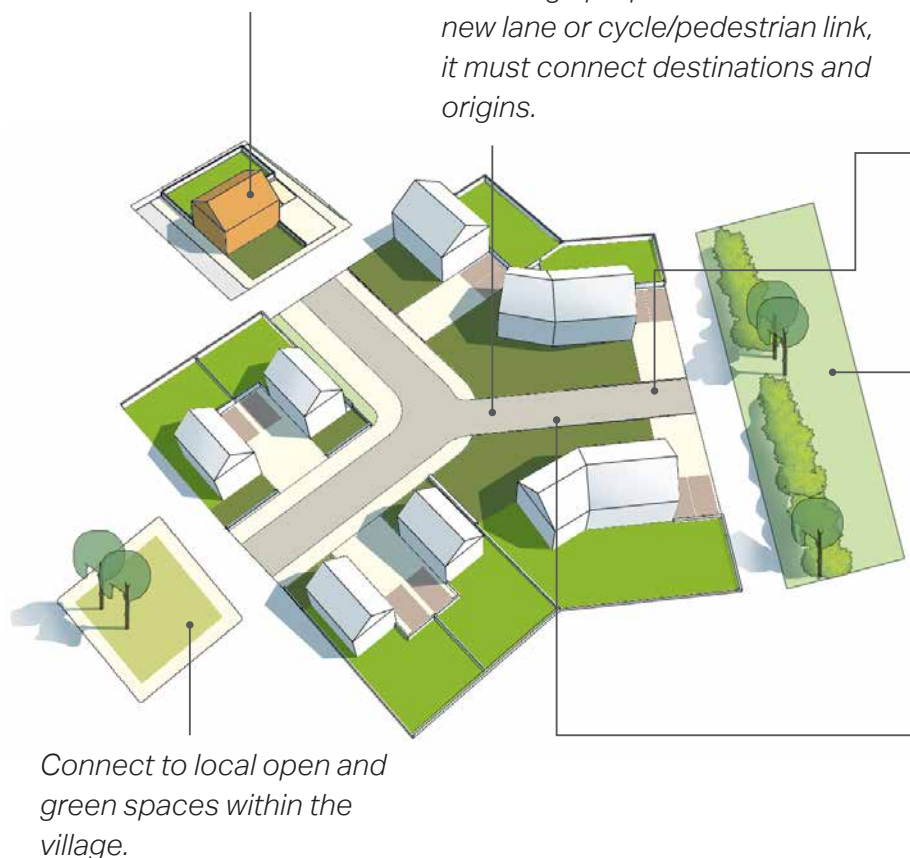 new lane or cycle/pedestrian link,
it must connect destinations and
origins.
Connect to local open and
green spaces within the
village.